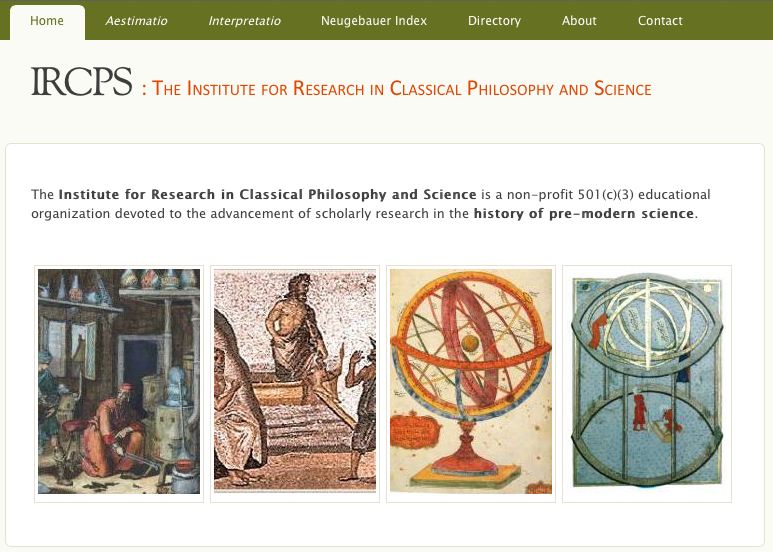 Home Aestimatio Interpretatio Neugebauer Index Directory About Contact
IRCPS : The Institute for Research in Classical Philosophy and Science
The Institute for Research in Classical Philosophy and Science is a non-profit 501(c)(3) educational
organization devoted to the advancement of scholarly research in the history of pre-modern science.